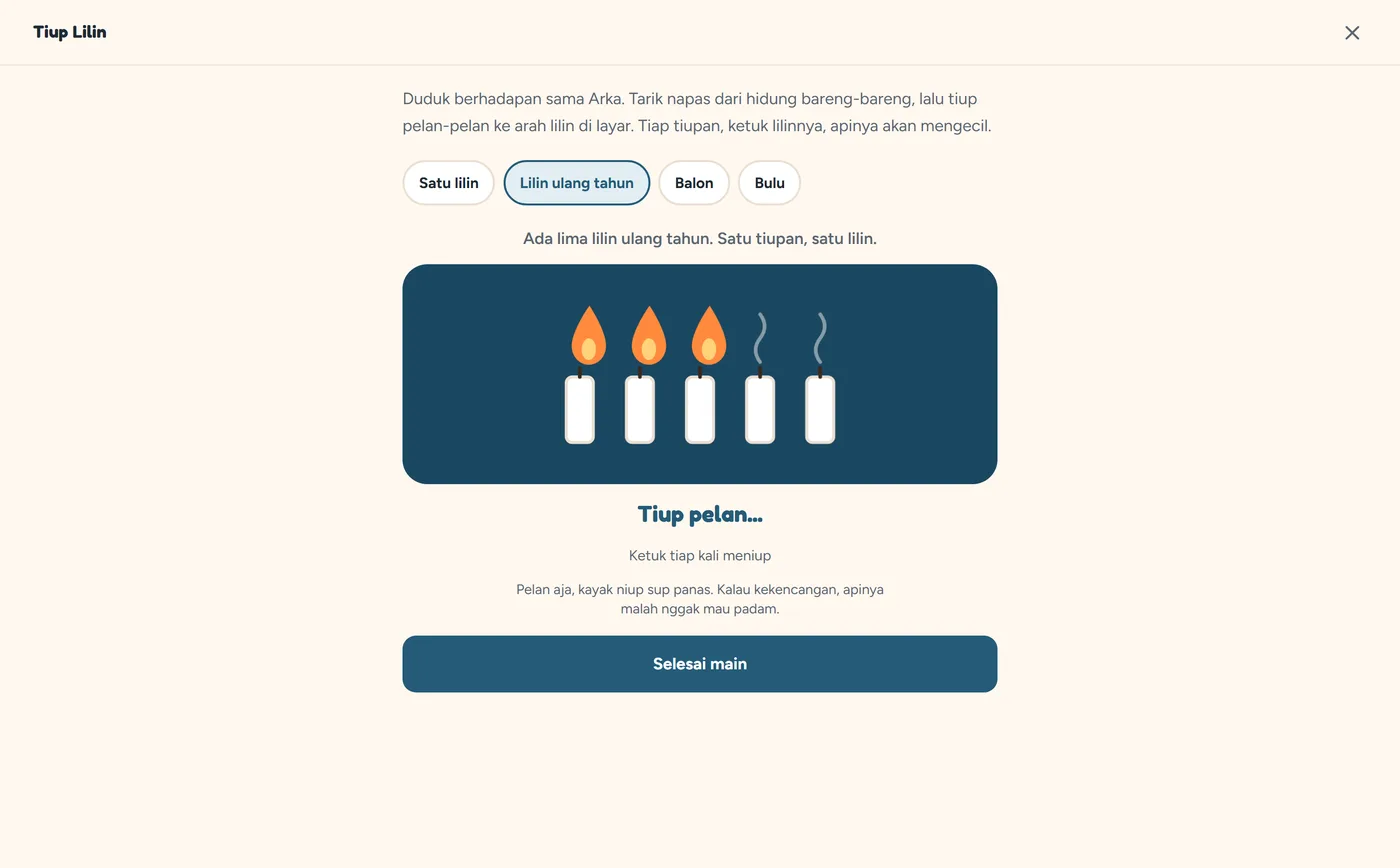 Tiup Lilin
Duduk berhadapan sama Arka. Tarik napas dari hidung bareng-bareng, lalu tiup
pelan-pelan ke arah lilin di layar. Tiap tiupan, ketuk lilinnya, apinya akan mengecil.
Satu lilin
Lilin ulang tahun
Balon
Bulu
Ada lima lilin ulang tahun. Satu tiupan, satu lilin.
Tiup pelan...
Ketuk tiap kali meniup
Pelan aja, kayak niup sup panas. Kalau kekencangan, apinya
malah nggak mau padam.
Selesai main